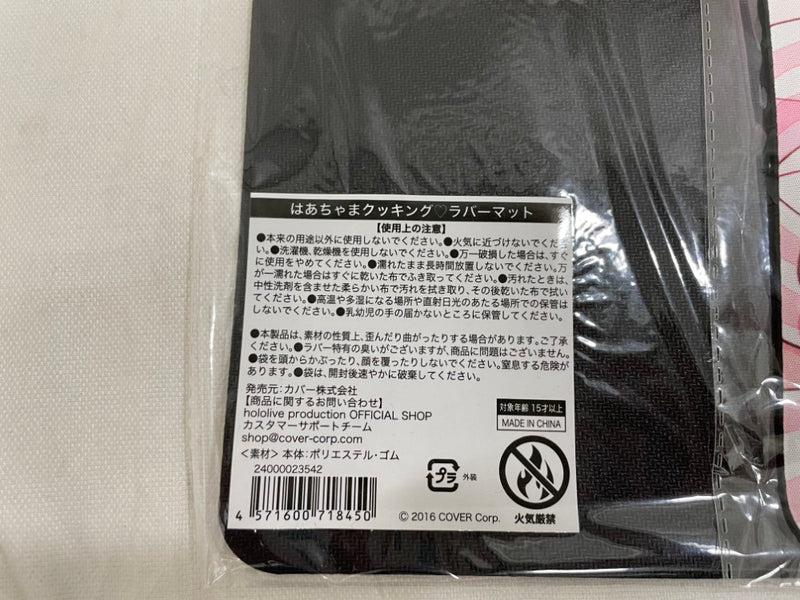 はあちゃまクッキング♡ラバーマット
【使用上の注意】
●本来の用途以外に使用しないでください。●火気に近づけないでくださ
い。●洗濯機、乾燥機を使用しないでください。●万一破損した場合は、すぐ
に使用をやめてください。●濡れたまま長時間放置しないでください。万
が一濡れた場合はすぐに乾いた布でふき取ってください。●汚れたときは、
中性洗剤を含ませた柔らかい布で汚れを拭き取り、その後乾いた布で拭い
てください。●高温や多湿になる場所や直射日光のあたる場所での保管は
しないでください。●乳幼児の手の届かないところに保管してください。
●本製品は、素材の性質上、歪んだり曲がったりする場合があります。ご了承
ください。●ラバー特有の臭いがございますが、商品に問題はございません。
●袋を頭からかぶったり、顔を覆ったりしないでください。窒息する危険が
あります。●袋は、開封後速やかに破棄してください。
発売元：カバー株式会社
【商品に関するお問い合わせ】
hololive production OFFICIAL SHOP
カスタマーサポートチーム
shop@cover-corp.com
対象年齢 15才以上
MADE IN CHINA
＜素材＞ 本体：ポリエステル・ゴム
24000023542
4 571600 718450
プラ 外装
© 2016 COVER Corp.
火気厳禁